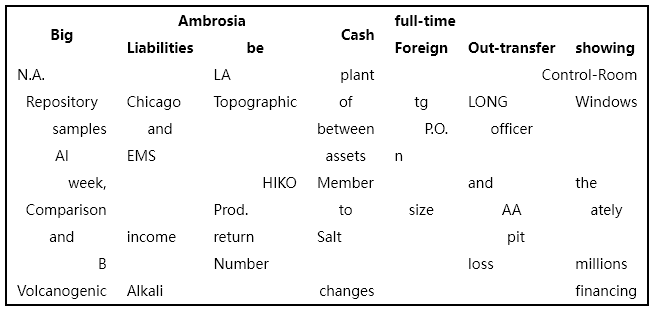 Big Ambrosia Cash full-time
Liabilities be Foreign Out-transfer showing
N.A. LA plant Control-Room
Repository Chicago Topographic of tg LONG Windows
samples and between P.O. officer
AI EMS assets n
week, HIKO Member and the
Comparison Prod. to size AA ately
and income return Salt pit
B Number loss millions
Volcanogenic Alkali changes financing